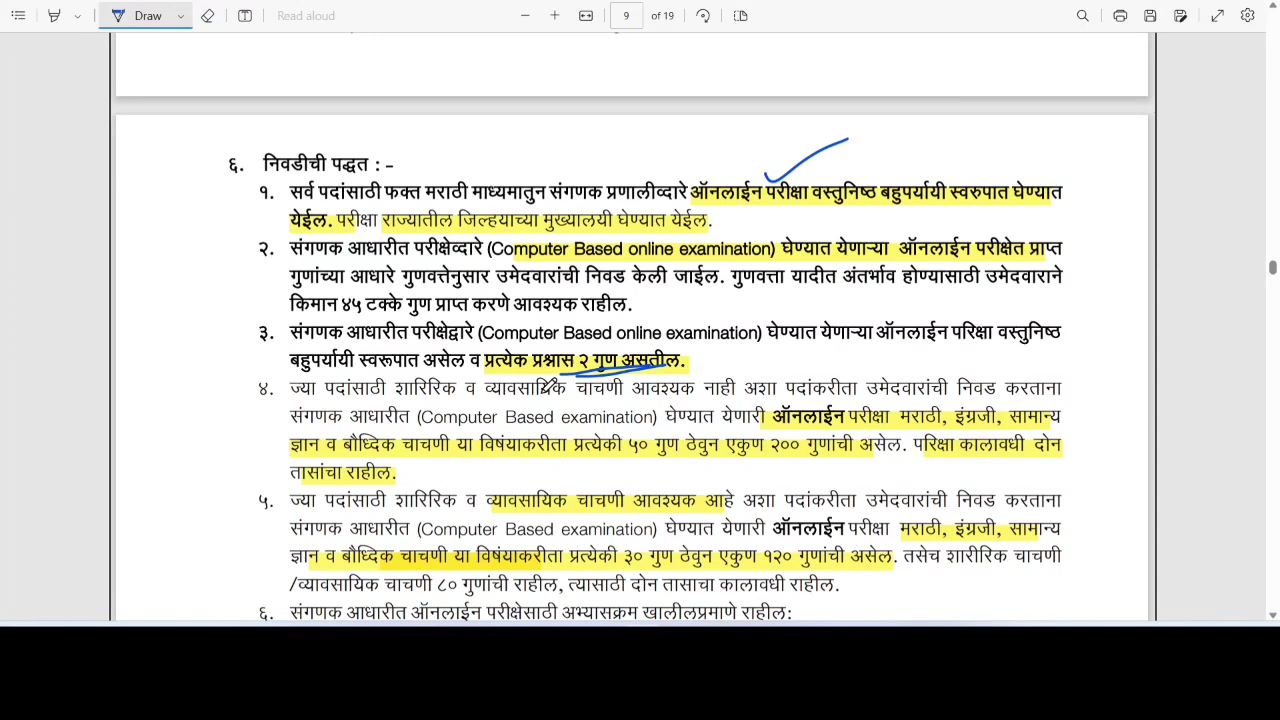 Draw
Read aloud
9
of 19
६. निवडीची पद्धत : -
१. सर्व पदांसाठी फक्त मराठी माध्यमातुन संगणक प्रणालीव्दारे ऑनलाईन परीक्षा वस्तुनिष्ठ बहुपर्यायी स्वरुपात घेण्यात
येईल. परीक्षा राज्यातील जिल्हयाच्या मुख्यालयी घेण्यात येईल.
२. संगणक आधारीत परीक्षेव्दारे (Computer Based online examination) घेण्यात येणाऱ्या ऑनलाईन परीक्षेत प्राप्त
गुणांच्या आधारे गुणवत्तेनुसार उमेदवारांची निवड केली जाईल. गुणवत्ता यादीत अंतर्भाव होण्यासाठी उमेदवाराने
किमान ४५ टक्के गुण प्राप्त करणे आवश्यक राहील.
३. संगणक आधारीत परीक्षेद्वारे (Computer Based online examination) घेण्यात येणाऱ्या ऑनलाईन परिक्षा वस्तुनिष्ठ
बहुपर्यायी स्वरूपात असेल व प्रत्येक प्रश्नास २ गुण असतील.
४. ज्या पदांसाठी शारिरिक व व्यावसायिक चाचणी आवश्यक नाही अशा पदांकरीता उमेदवारांची निवड करताना
संगणक आधारीत (Computer Based examination) घेण्यात येणारी ऑनलाईन परीक्षा मराठी, इंग्रजी, सामान्य
ज्ञान व बौध्दिक चाचणी या विषंयाकरीता प्रत्येकी ५० गुण ठेवुन एकुण २०० गुणांची असेल. परिक्षा कालावधी दोन
तासांचा राहील.
५. ज्या पदांसाठी शारिरिक व व्यावसायिक चाचणी आवश्यक आहे अशा पदांकरीता उमेदवारांची निवड करताना
संगणक आधारीत (Computer Based examination) घेण्यात येणारी ऑनलाईन परीक्षा मराठी, इंग्रजी, सामान्य
ज्ञान व बौध्दिक चाचणी या विषंयाकरीता प्रत्येकी ३० गुण ठेवुन एकुण १२० गुणांची असेल. तसेच शारीरिक चाचणी
/व्यावसायिक चाचणी ८० गुणांची राहील, त्यासाठी दोन तासाचा कालावधी राहील.
६. संगणक आधारीत ऑनलाईन परीक्षेसाठी अभ्यासक्रम खालीलप्रमाणे राहील: